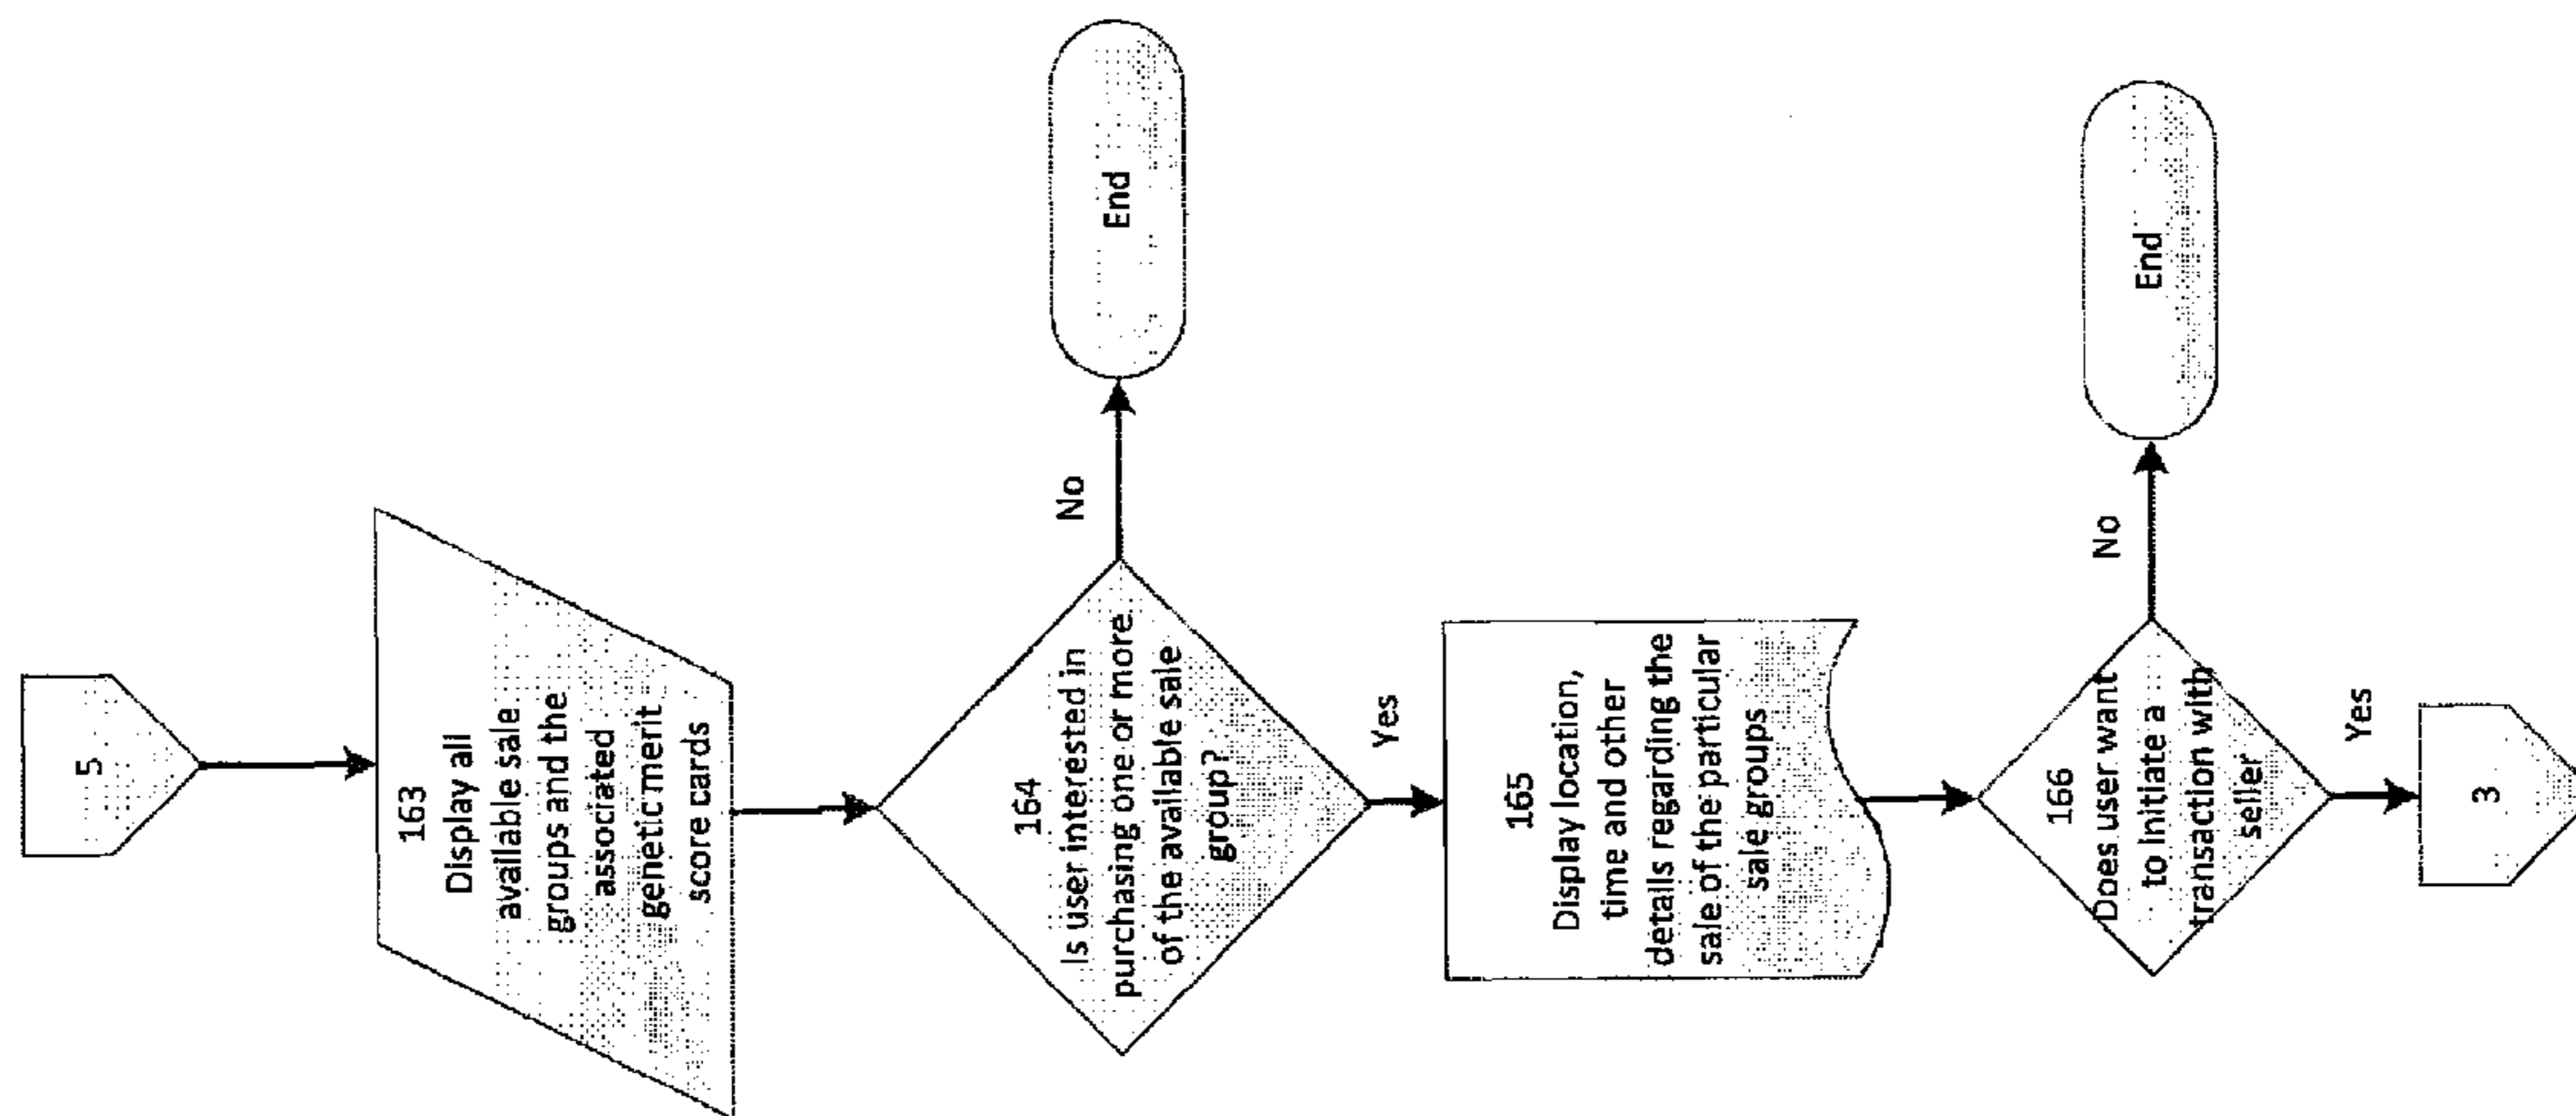 5
163
Display all
available sale
groups and the
associated
genetic merit
score cards
164
Is user interested in
purchasing one or more
of the available sale
group?
No
End
Yes
165
Display location,
time and other
details regarding the
sale of the particular
sale groups
166
Does user want
to initiate a
transaction with
seller
No
End
Yes
3